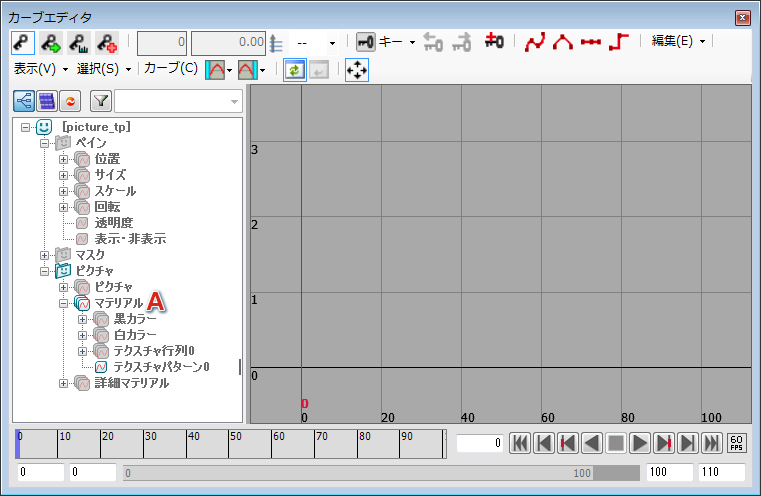 カーブエディタ
0 0.00 -- キー 編集(E)
表示(V) 選択(S) カーブ(C)
[picture_tp]
ペイン
位置
サイズ
スケール
回転
透明度
表示・非表示
マスク
ピクチャ
ピクチャ
マテリアル A
黒カラー
白カラー
テクスチャ行列0
テクスチャパターン0
詳細マテリアル
3
2
1
0
0
0 20 40 60 80 100
0 10 20 30 40 50 60 70 80 90
0
60 FPS
0 0 0 100 100 110